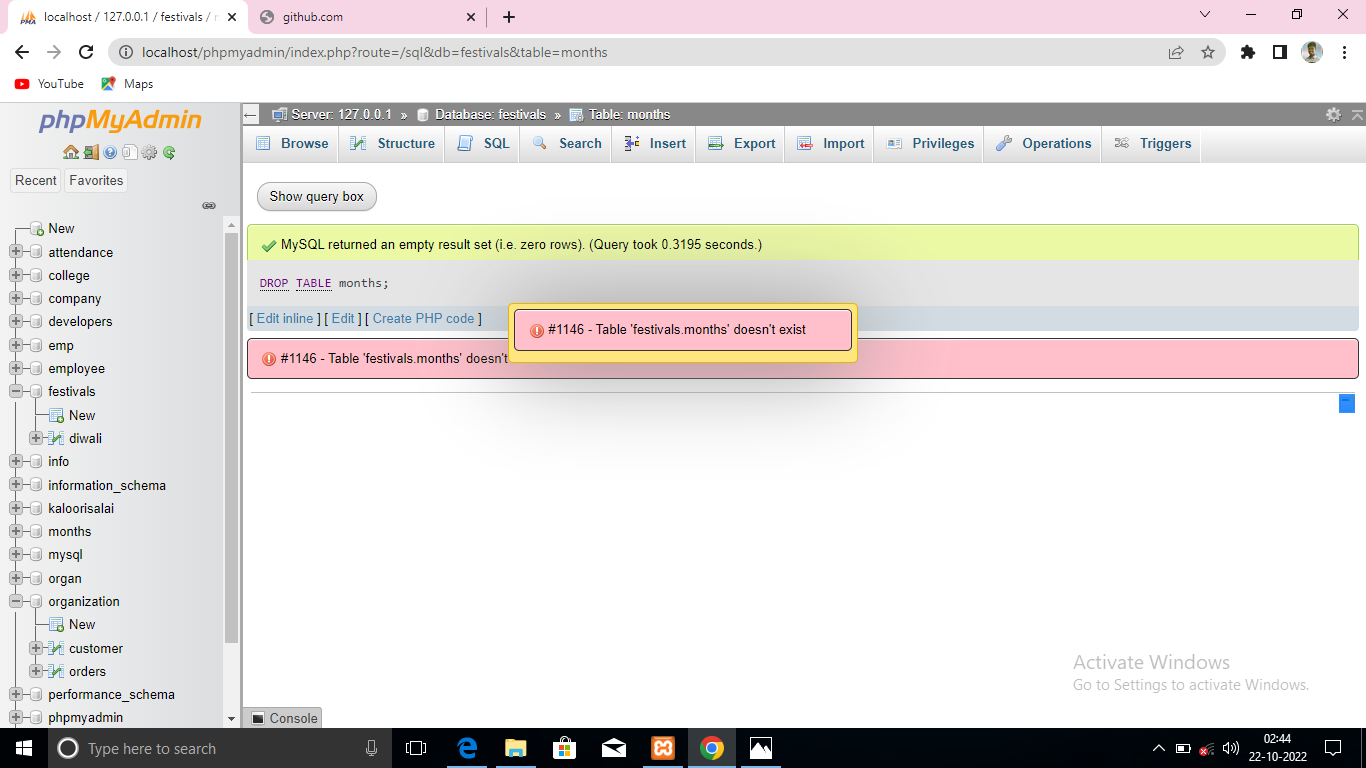 localhost / 127.0.0.1 / festivals /
github.com
localhost/phpmyadmin/index.php?route=/sql&db=festivals&table=months
YouTube
Maps
phpMyAdmin
Recent
Favorites
New
attendance
college
company
developers
emp
employee
festivals
New
diwali
info
information_schema
kaloorisalai
months
mysql
organ
organization
New
customer
orders
performance_schema
phpmyadmin
Server: 127.0.0.1 » Database: festivals » Table: months
Browse
Structure
SQL
Search
Insert
Export
Import
Privileges
Operations
Triggers
Show query box
MySQL returned an empty result set (i.e. zero rows). (Query took 0.3195 seconds.)
DROP TABLE months;
[ Edit inline ] [ Edit ] [ Create PHP code ]
#1146 - Table 'festivals.months' doesn't exist
#1146 - Table 'festivals.months' doesn't
Console
Activate Windows
Go to Settings to activate Windows.
Type here to search
02:44
22-10-2022